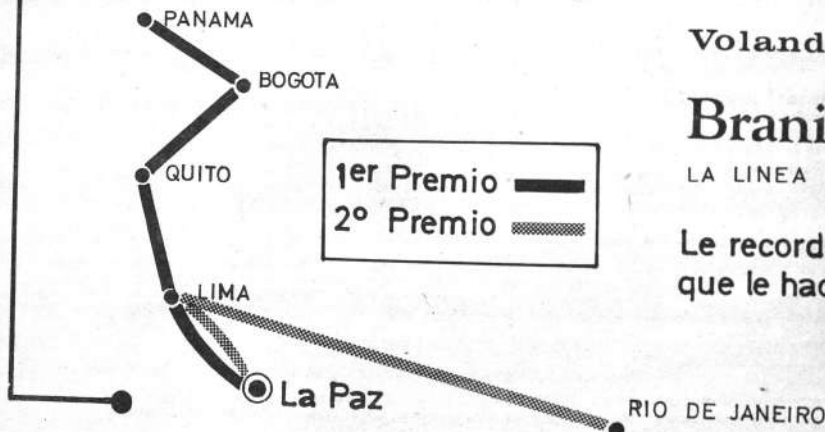 PANAMA
BOGOTA
QUITO
LIMA
La Paz
RIO DE JANEIRO
1er Premio
2º Premio
Voland
Brani
LA LINEA
Le record
que le hac